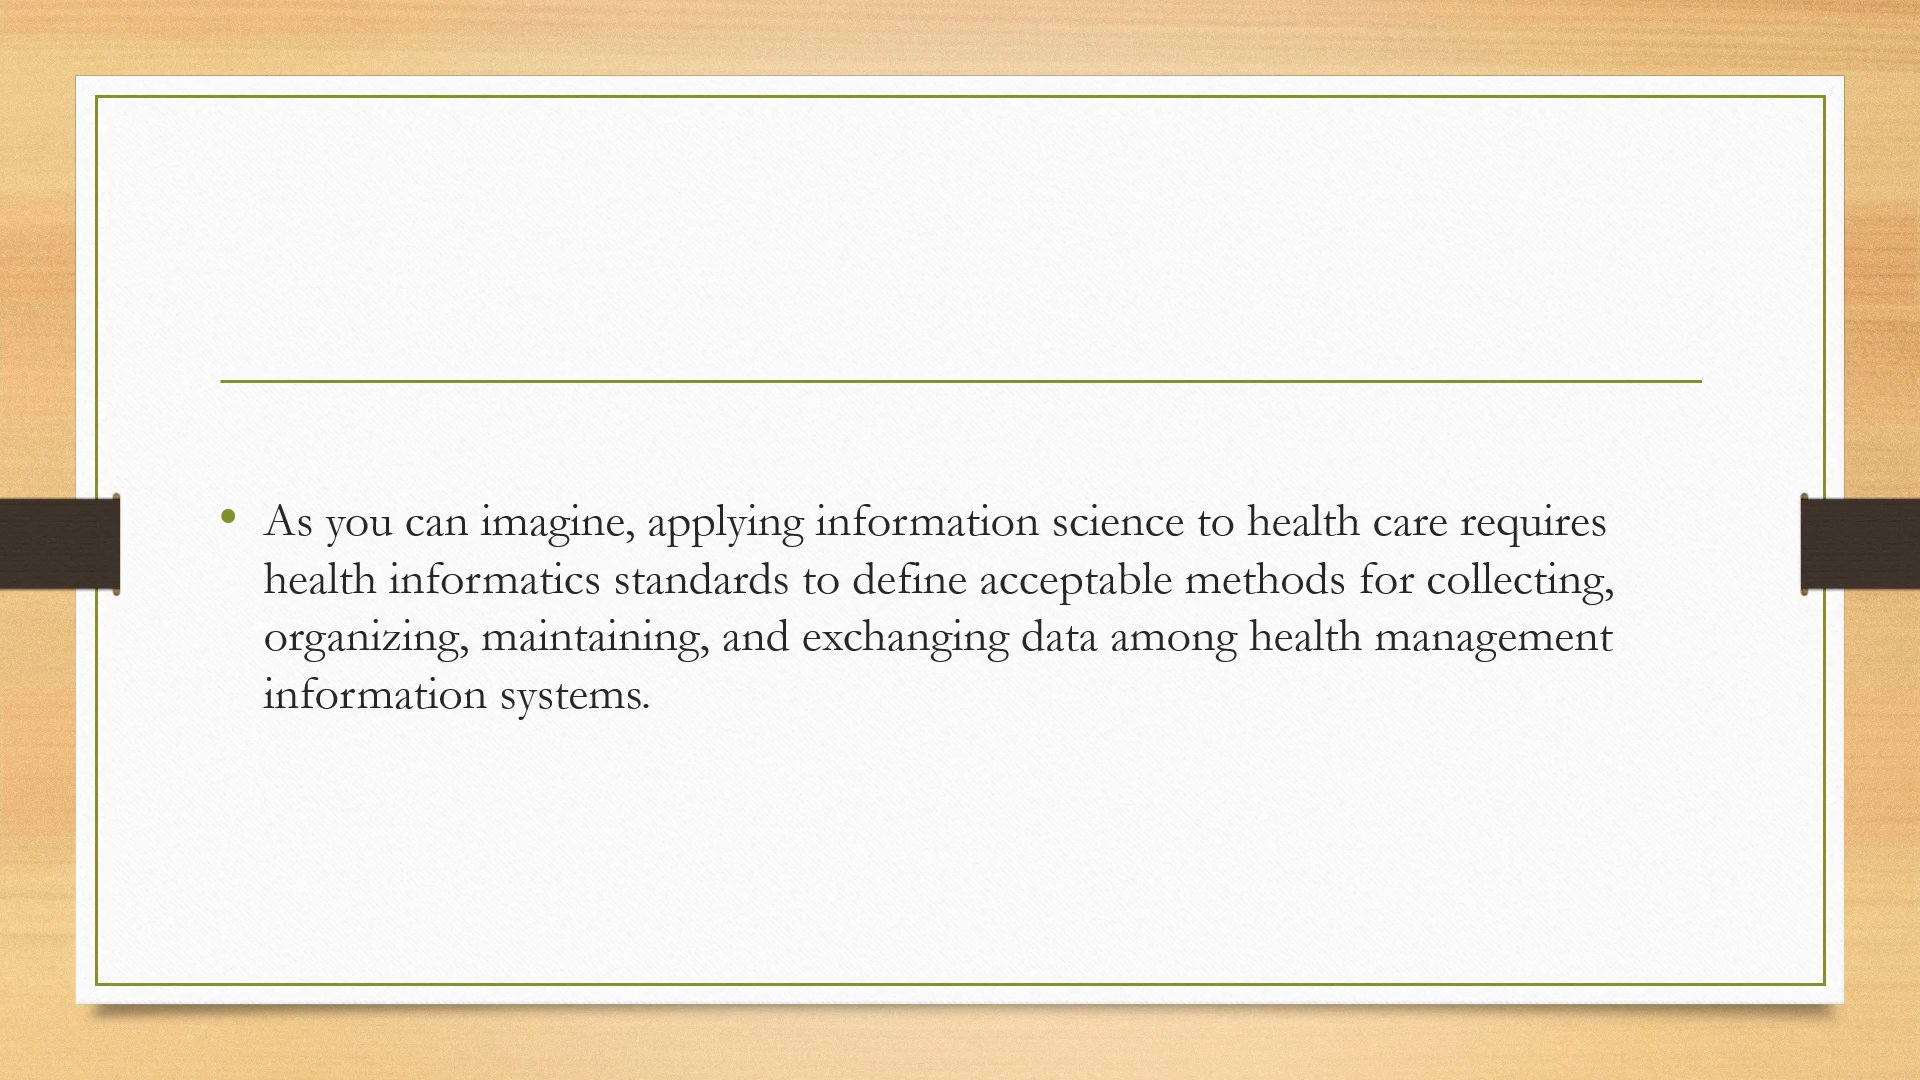 • As you can imagine, applying information science to health care requires
health informatics standards to define acceptable methods for collecting,
organizing, maintaining, and exchanging data among health management
information systems.